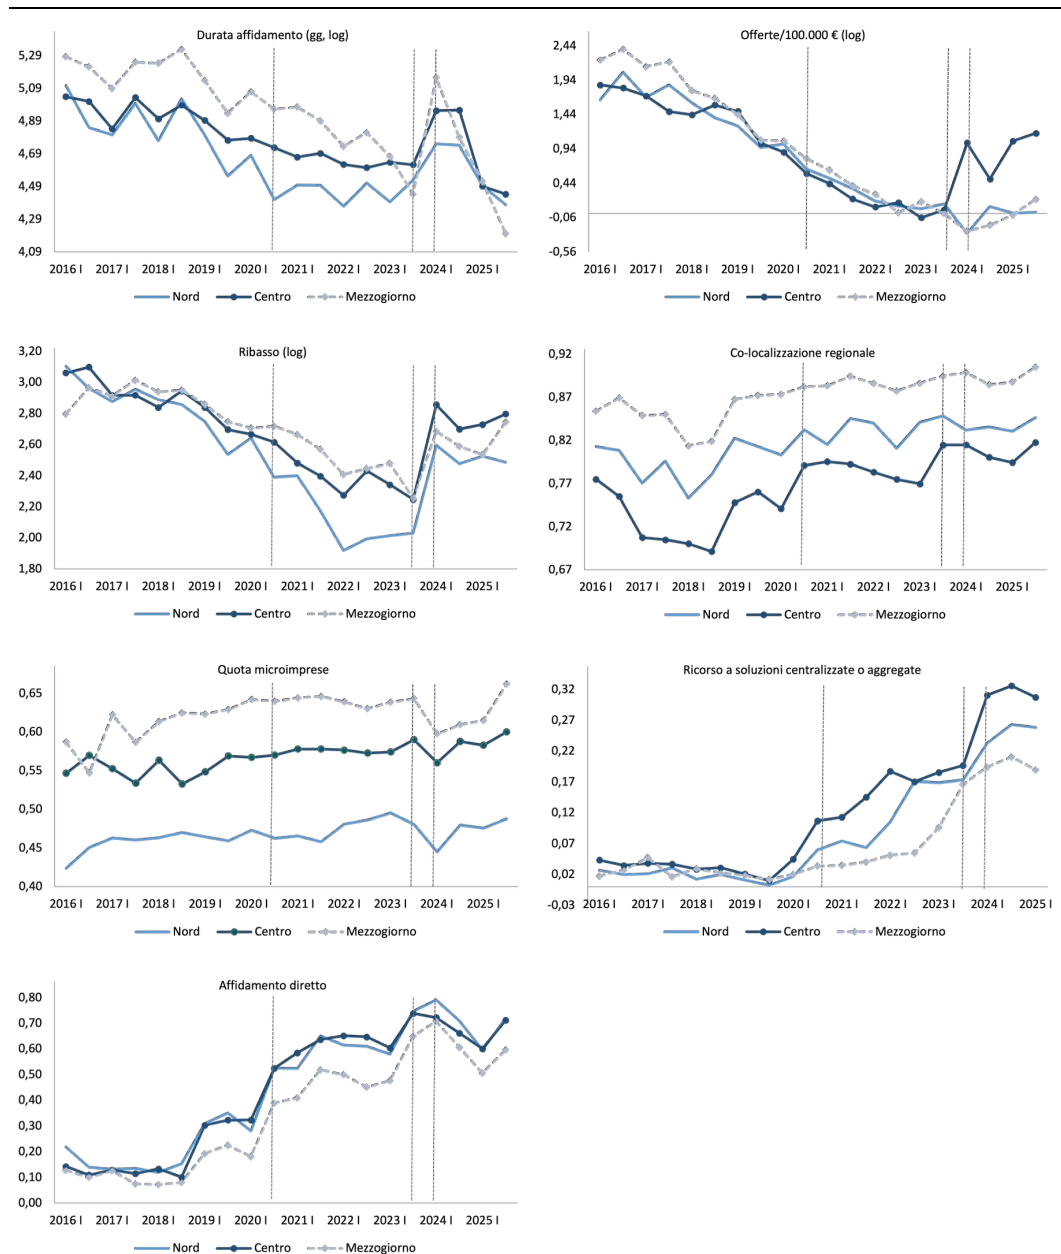 Durata affidamento (gg, log)
5,29
5,09
4,89
4,69
4,49
4,29
4,09
2016 I 2017 I 2018 I 2019 I 2020 I 2021 I 2022 I 2023 I 2024 I 2025 I
Nord Centro Mezzogiorno
Offerte/100.000 € (log)
2,44
1,94
1,44
0,94
0,44
-0,06
-0,56
2016 I 2017 I 2018 I 2019 I 2020 I 2021 I 2022 I 2023 I 2024 I 2025 I
Nord Centro Mezzogiorno
Ribasso (log)
3,20
3,00
2,80
2,60
2,40
2,20
2,00
1,80
2016 I 2017 I 2018 I 2019 I 2020 I 2021 I 2022 I 2023 I 2024 I 2025 I
Nord Centro Mezzogiorno
Co-localizzazione regionale
0,92
0,87
0,82
0,77
0,72
0,67
2016 I 2017 I 2018 I 2019 I 2020 I 2021 I 2022 I 2023 I 2024 I 2025 I
Nord Centro Mezzogiorno
Quota microimprese
0,65
0,60
0,55
0,50
0,45
0,40
2016 I 2017 I 2018 I 2019 I 2020 I 2021 I 2022 I 2023 I 2024 I 2025 I
Nord Centro Mezzogiorno
Ricorso a soluzioni centralizzate o aggregate
0,32
0,27
0,22
0,17
0,12
0,07
0,02
-0,03
2016 I 2017 I 2018 I 2019 I 2020 I 2021 I 2022 I 2023 I 2024 I 2025 I
Nord Centro Mezzogiorno
Affidamento diretto
0,80
0,70
0,60
0,50
0,40
0,30
0,20
0,10
0,00
2016 I 2017 I 2018 I 2019 I 2020 I 2021 I 2022 I 2023 I 2024 I 2025 I
Nord Centro Mezzogiorno